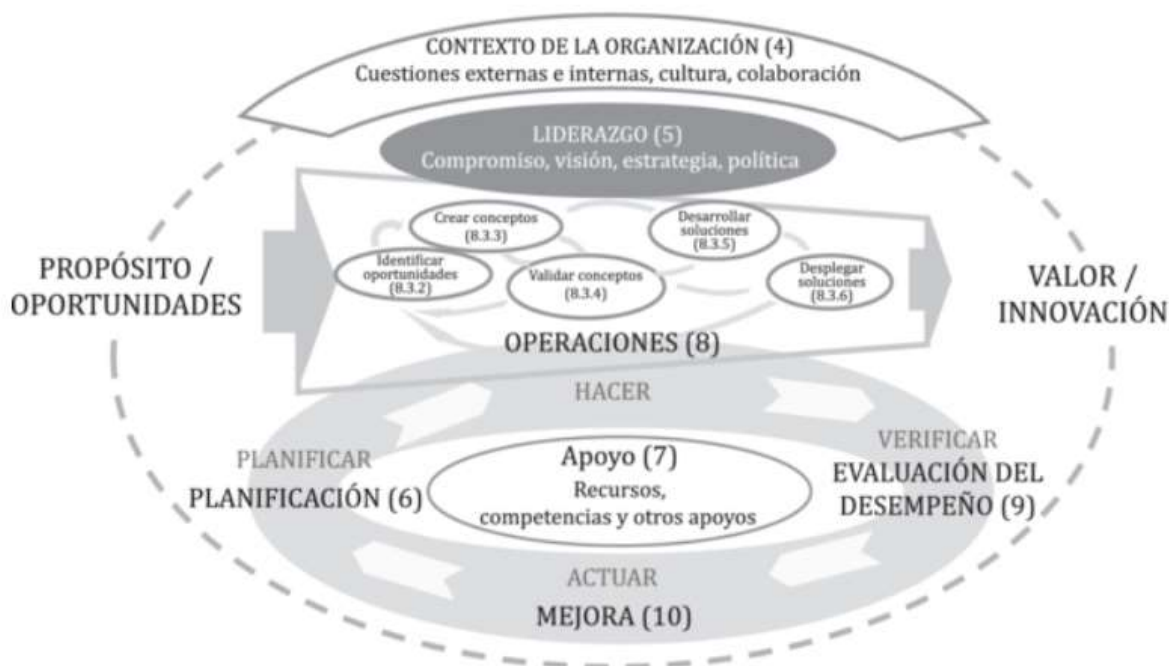 CONTEXTO DE LA ORGANIZACIÓN (4)
Cuestiones externas e internas, cultura, colaboración
LIDERAZGO (5)
Compromiso, visión, estrategia, política
Crear conceptos
(8.3.3)
Desarrollar
soluciones
(8.3.5)
Identificar
oportunidades
(8.3.2)
Validar conceptos
(8.3.4)
Desplegar
soluciones
(8.3.6)
PROPÓSITO /
OPORTUNIDADES
VALOR /
INNOVACIÓN
OPERACIONES (8)
HACER
PLANIFICAR
PLANIFICACIÓN (6)
Apoyo (7)
Recursos,
competencias y otros apoyos
VERIFICAR
EVALUACIÓN DEL
DESEMPEÑO (9)
ACTUAR
MEJORA (10)